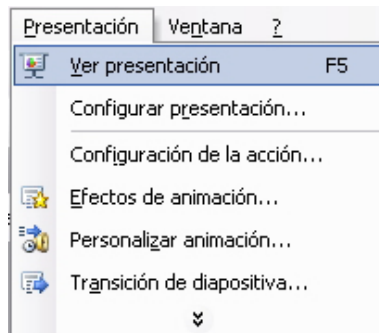 Presentación Ventana ?
Ver presentación F5
Configurar presentación...
Configuración de la acción...
Efectos de animación...
Personalizar animación...
Transición de diapositiva...